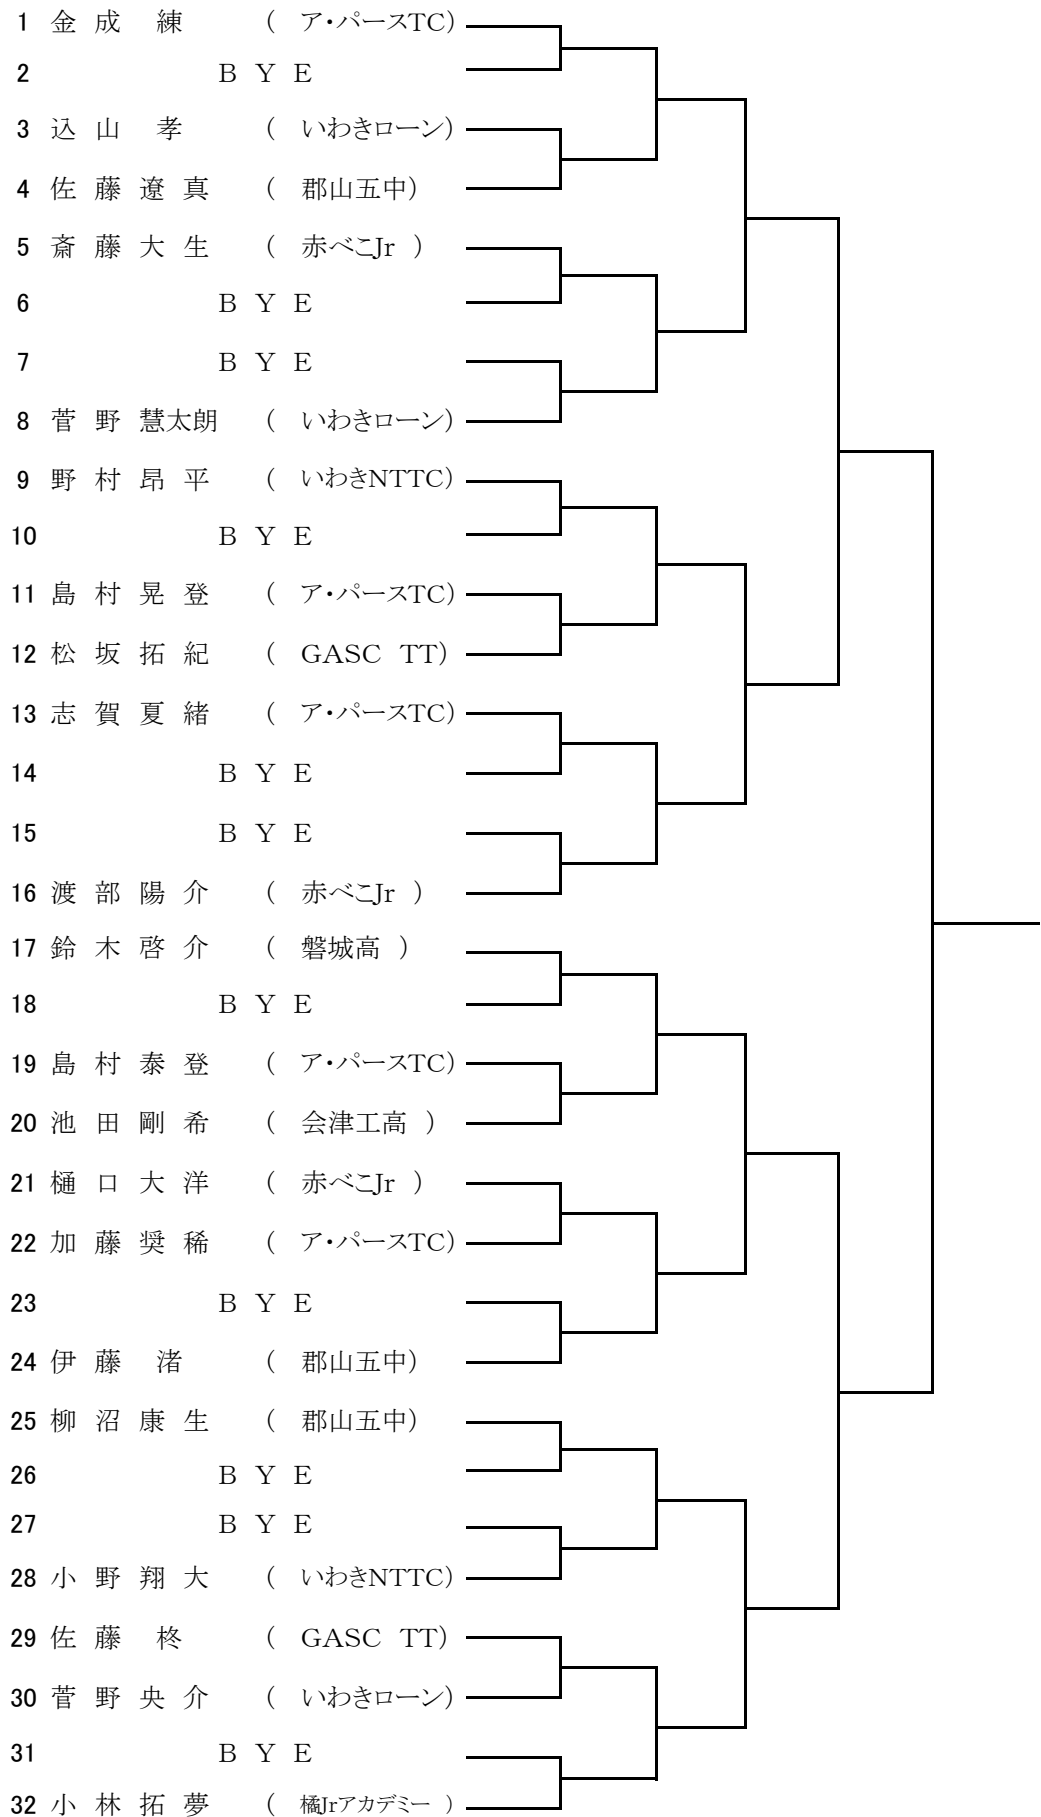 1 金 成 練 ( ア・パースTC)
2 B Y E
3 込 山 孝 ( いわきローン)
4 佐 藤 遼 真 ( 郡山五中)
5 斎 藤 大 生 ( 赤べこJr )
6 B Y E
7 B Y E
8 菅 野 慧太朗 ( いわきローン)
9 野 村 昂 平 ( いわきNTTC)
10 B Y E
11 島 村 晃 登 ( ア・パースTC)
12 松 坂 拓 紀 ( GASC TT)
13 志 賀 夏 緒 ( ア・パースTC)
14 B Y E
15 B Y E
16 渡 部 陽 介 ( 赤べこJr )
17 鈴 木 啓 介 ( 磐城高 )
18 B Y E
19 島 村 泰 登 ( ア・パースTC)
20 池 田 剛 希 ( 会津工高 )
21 樋 口 大 洋 ( 赤べこJr )
22 加 藤 奨 稀 ( ア・パースTC)
23 B Y E
24 伊 藤 渚 ( 郡山五中)
25 柳 沼 康 生 ( 郡山五中)
26 B Y E
27 B Y E
28 小 野 翔 大 ( いわきNTTC)
29 佐 藤 柊 ( GASC TT)
30 菅 野 央 介 ( いわきローン)
31 B Y E
32 小 林 拓 夢 ( 橘Jrアカデミー )